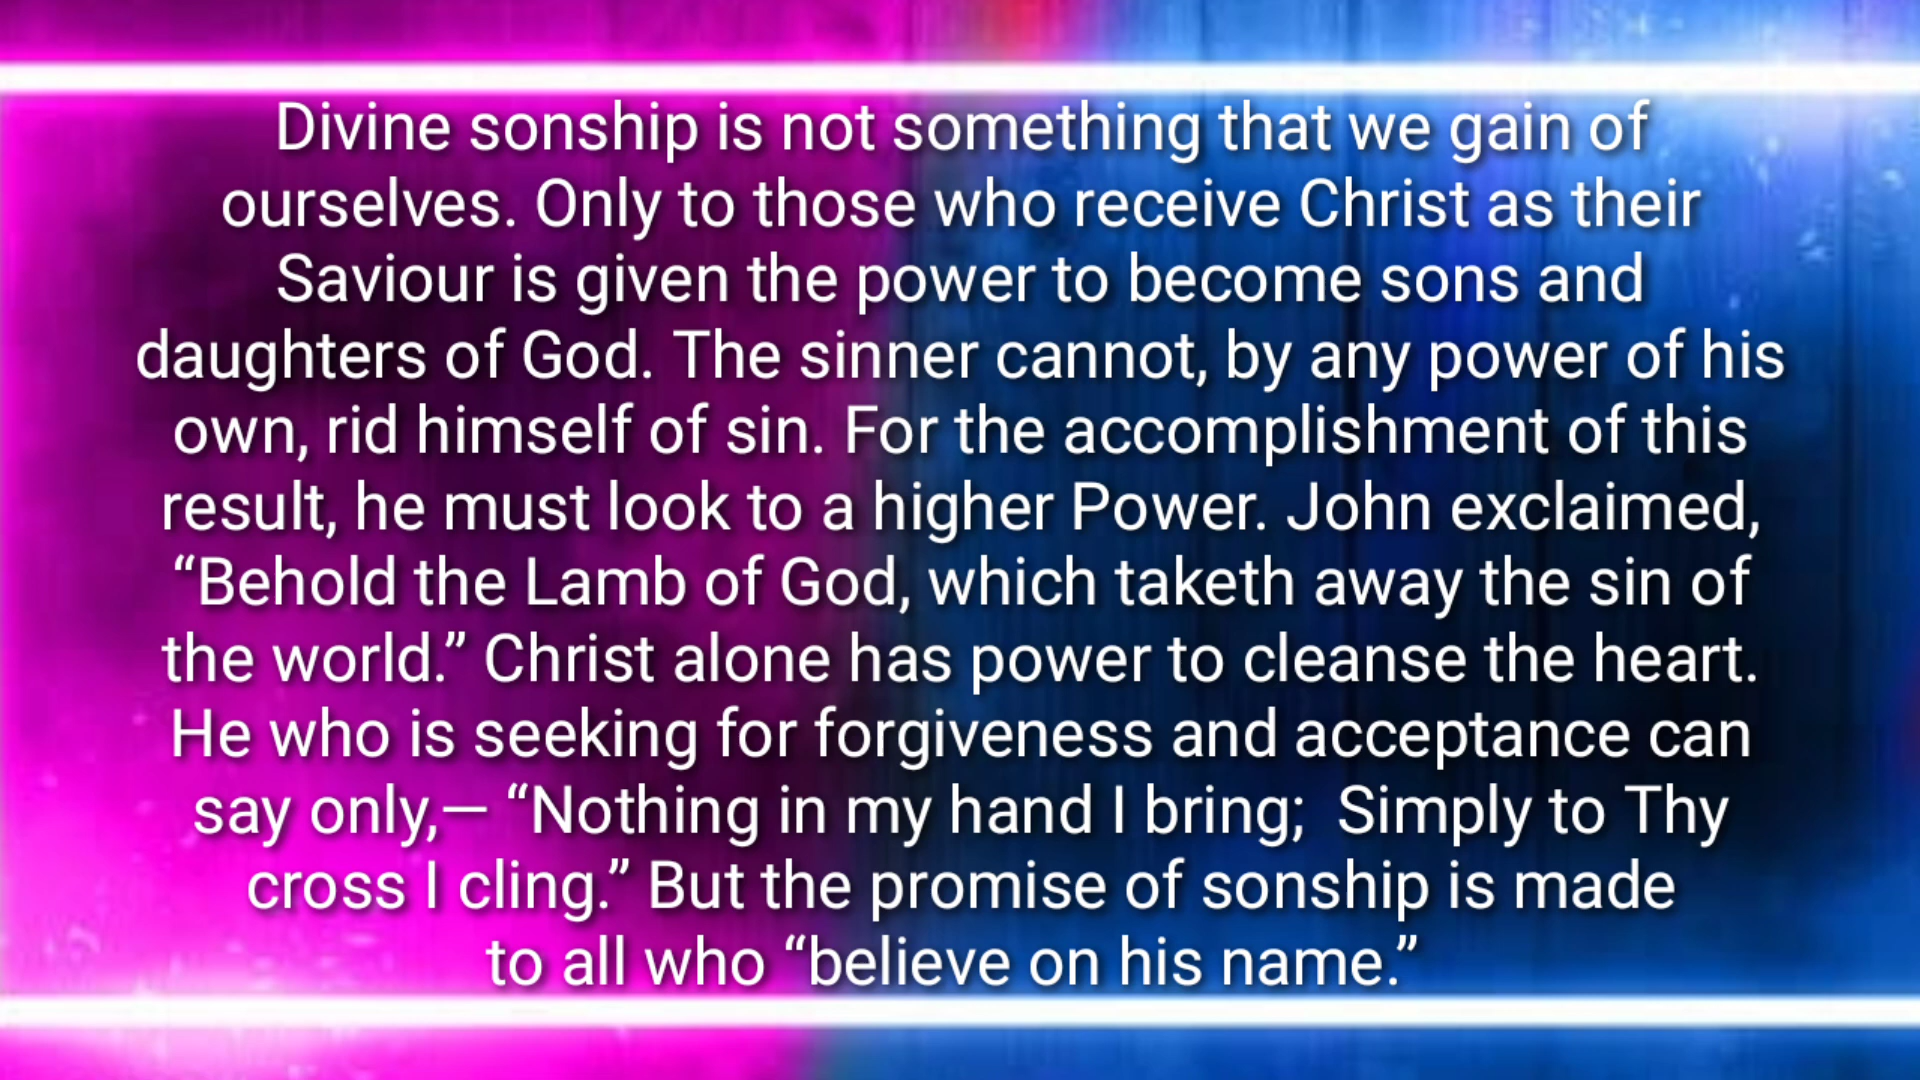 Divine sonship is not something that we gain of
ourselves. Only to those who receive Christ as their
Saviour is given the power to become sons and
daughters of God. The sinner cannot, by any power of his
own, rid himself of sin. For the accomplishment of this
result, he must look to a higher Power. John exclaimed,
“Behold the Lamb of God, which taketh away the sin of
the world.” Christ alone has power to cleanse the heart.
He who is seeking for forgiveness and acceptance can
say only,— “Nothing in my hand I bring;  Simply to Thy
cross I cling.” But the promise of sonship is made
to all who “believe on his name.”